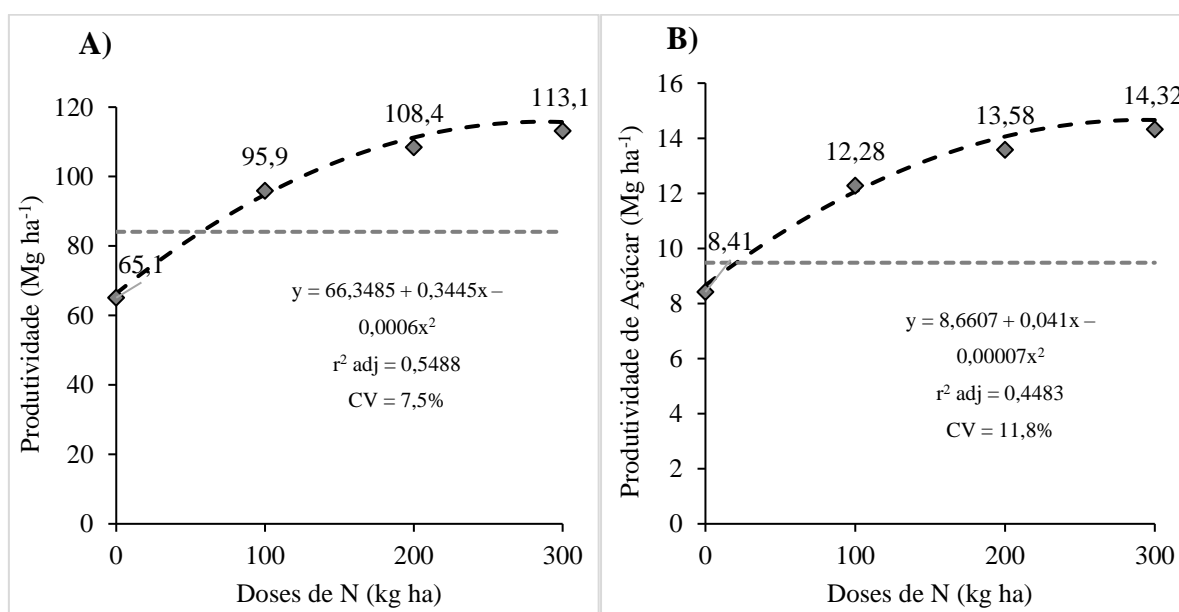 A)
Produtividade (Mg ha-1)
120
100
80
60
40
20
0
65,1
95,9
108,4
113,1
y = 66,3485 + 0,3445x –
0,0006x²
r² adj = 0,5488
CV = 7,5%
0 100 200 300
Doses de N (kg ha)
B)
Produtividade de Açúcar (Mg ha-1)
16
14
12
10
8
6
4
2
0
8,41
12,28
13,58
14,32
y = 8,6607 + 0,041x –
0,00007x²
r² adj = 0,4483
CV = 11,8%
0 100 200 300
Doses de N (kg ha)